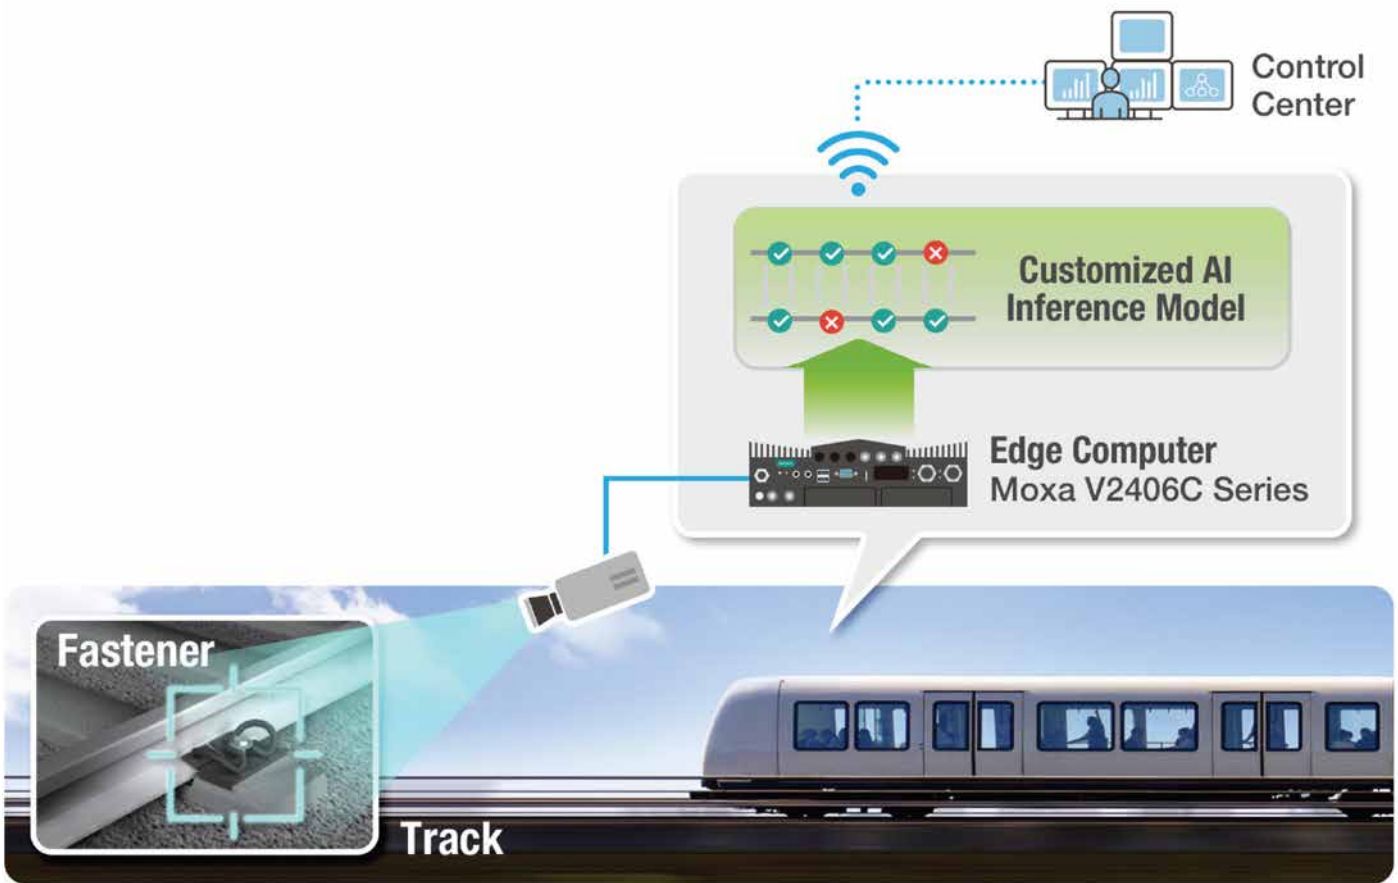 Control
Center
Customized AI
Inference Model
Edge Computer
Moxa V2406C Series
Fastener
Track